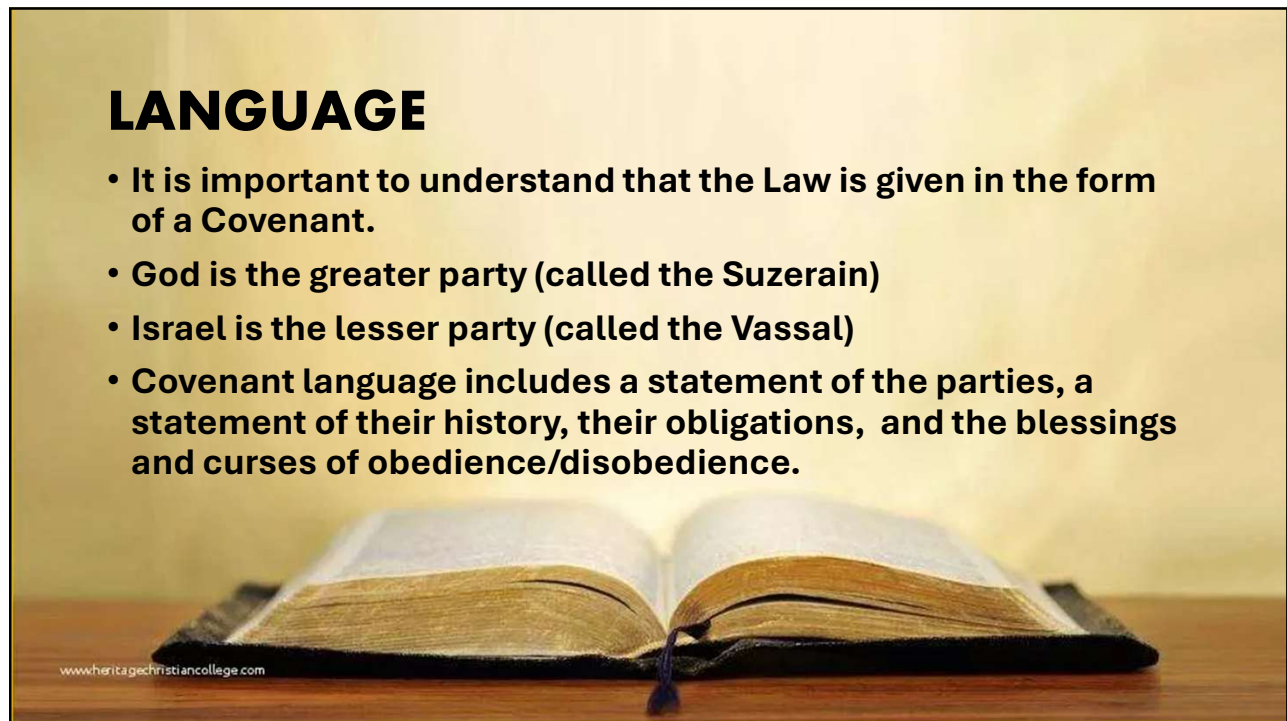 LANGUAGE
• It is important to understand that the Law is given in the form
of a Covenant.
• God is the greater party (called the Suzerain)
• Israel is the lesser party (called the Vassal)
• Covenant language includes a statement of the parties, a
statement of their history, their obligations,  and the blessings
and curses of obedience/disobedience.
www.heritagechristiancollege.com